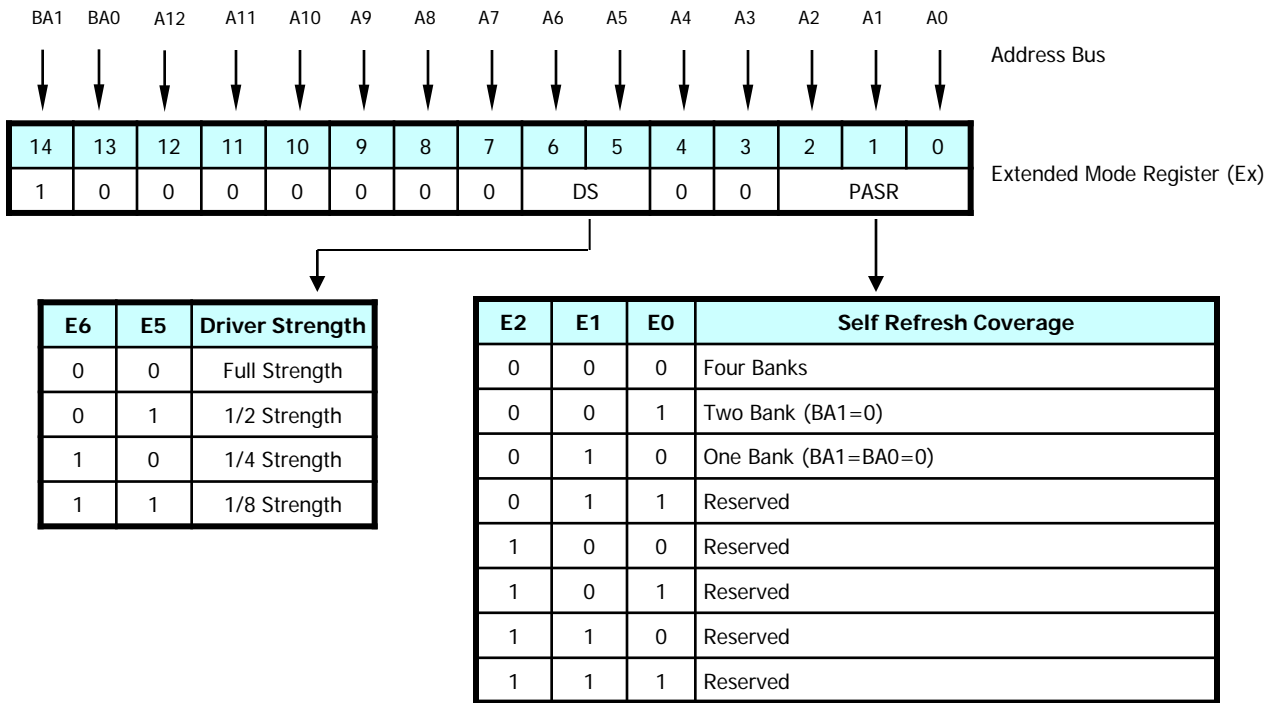 BA1 BA0 A12 A11 A10 A9 A8 A7 A6 A5 A4 A3 A2 A1 A0
Address Bus
14 13 12 11 10 9 8 7 6 5 4 3 2 1 0
1 0 0 0 0 0 0 0 DS 0 0 PASR
Extended Mode Register (Ex)
E6 E5 Driver Strength
0 0 Full Strength
0 1 1/2 Strength
1 0 1/4 Strength
1 1 1/8 Strength
E2 E1 E0 Self Refresh Coverage
0 0 0 Four Banks
0 0 1 Two Bank (BA1=0)
0 1 0 One Bank (BA1=BA0=0)
0 1 1 Reserved
1 0 0 Reserved
1 0 1 Reserved
1 1 0 Reserved
1 1 1 Reserved